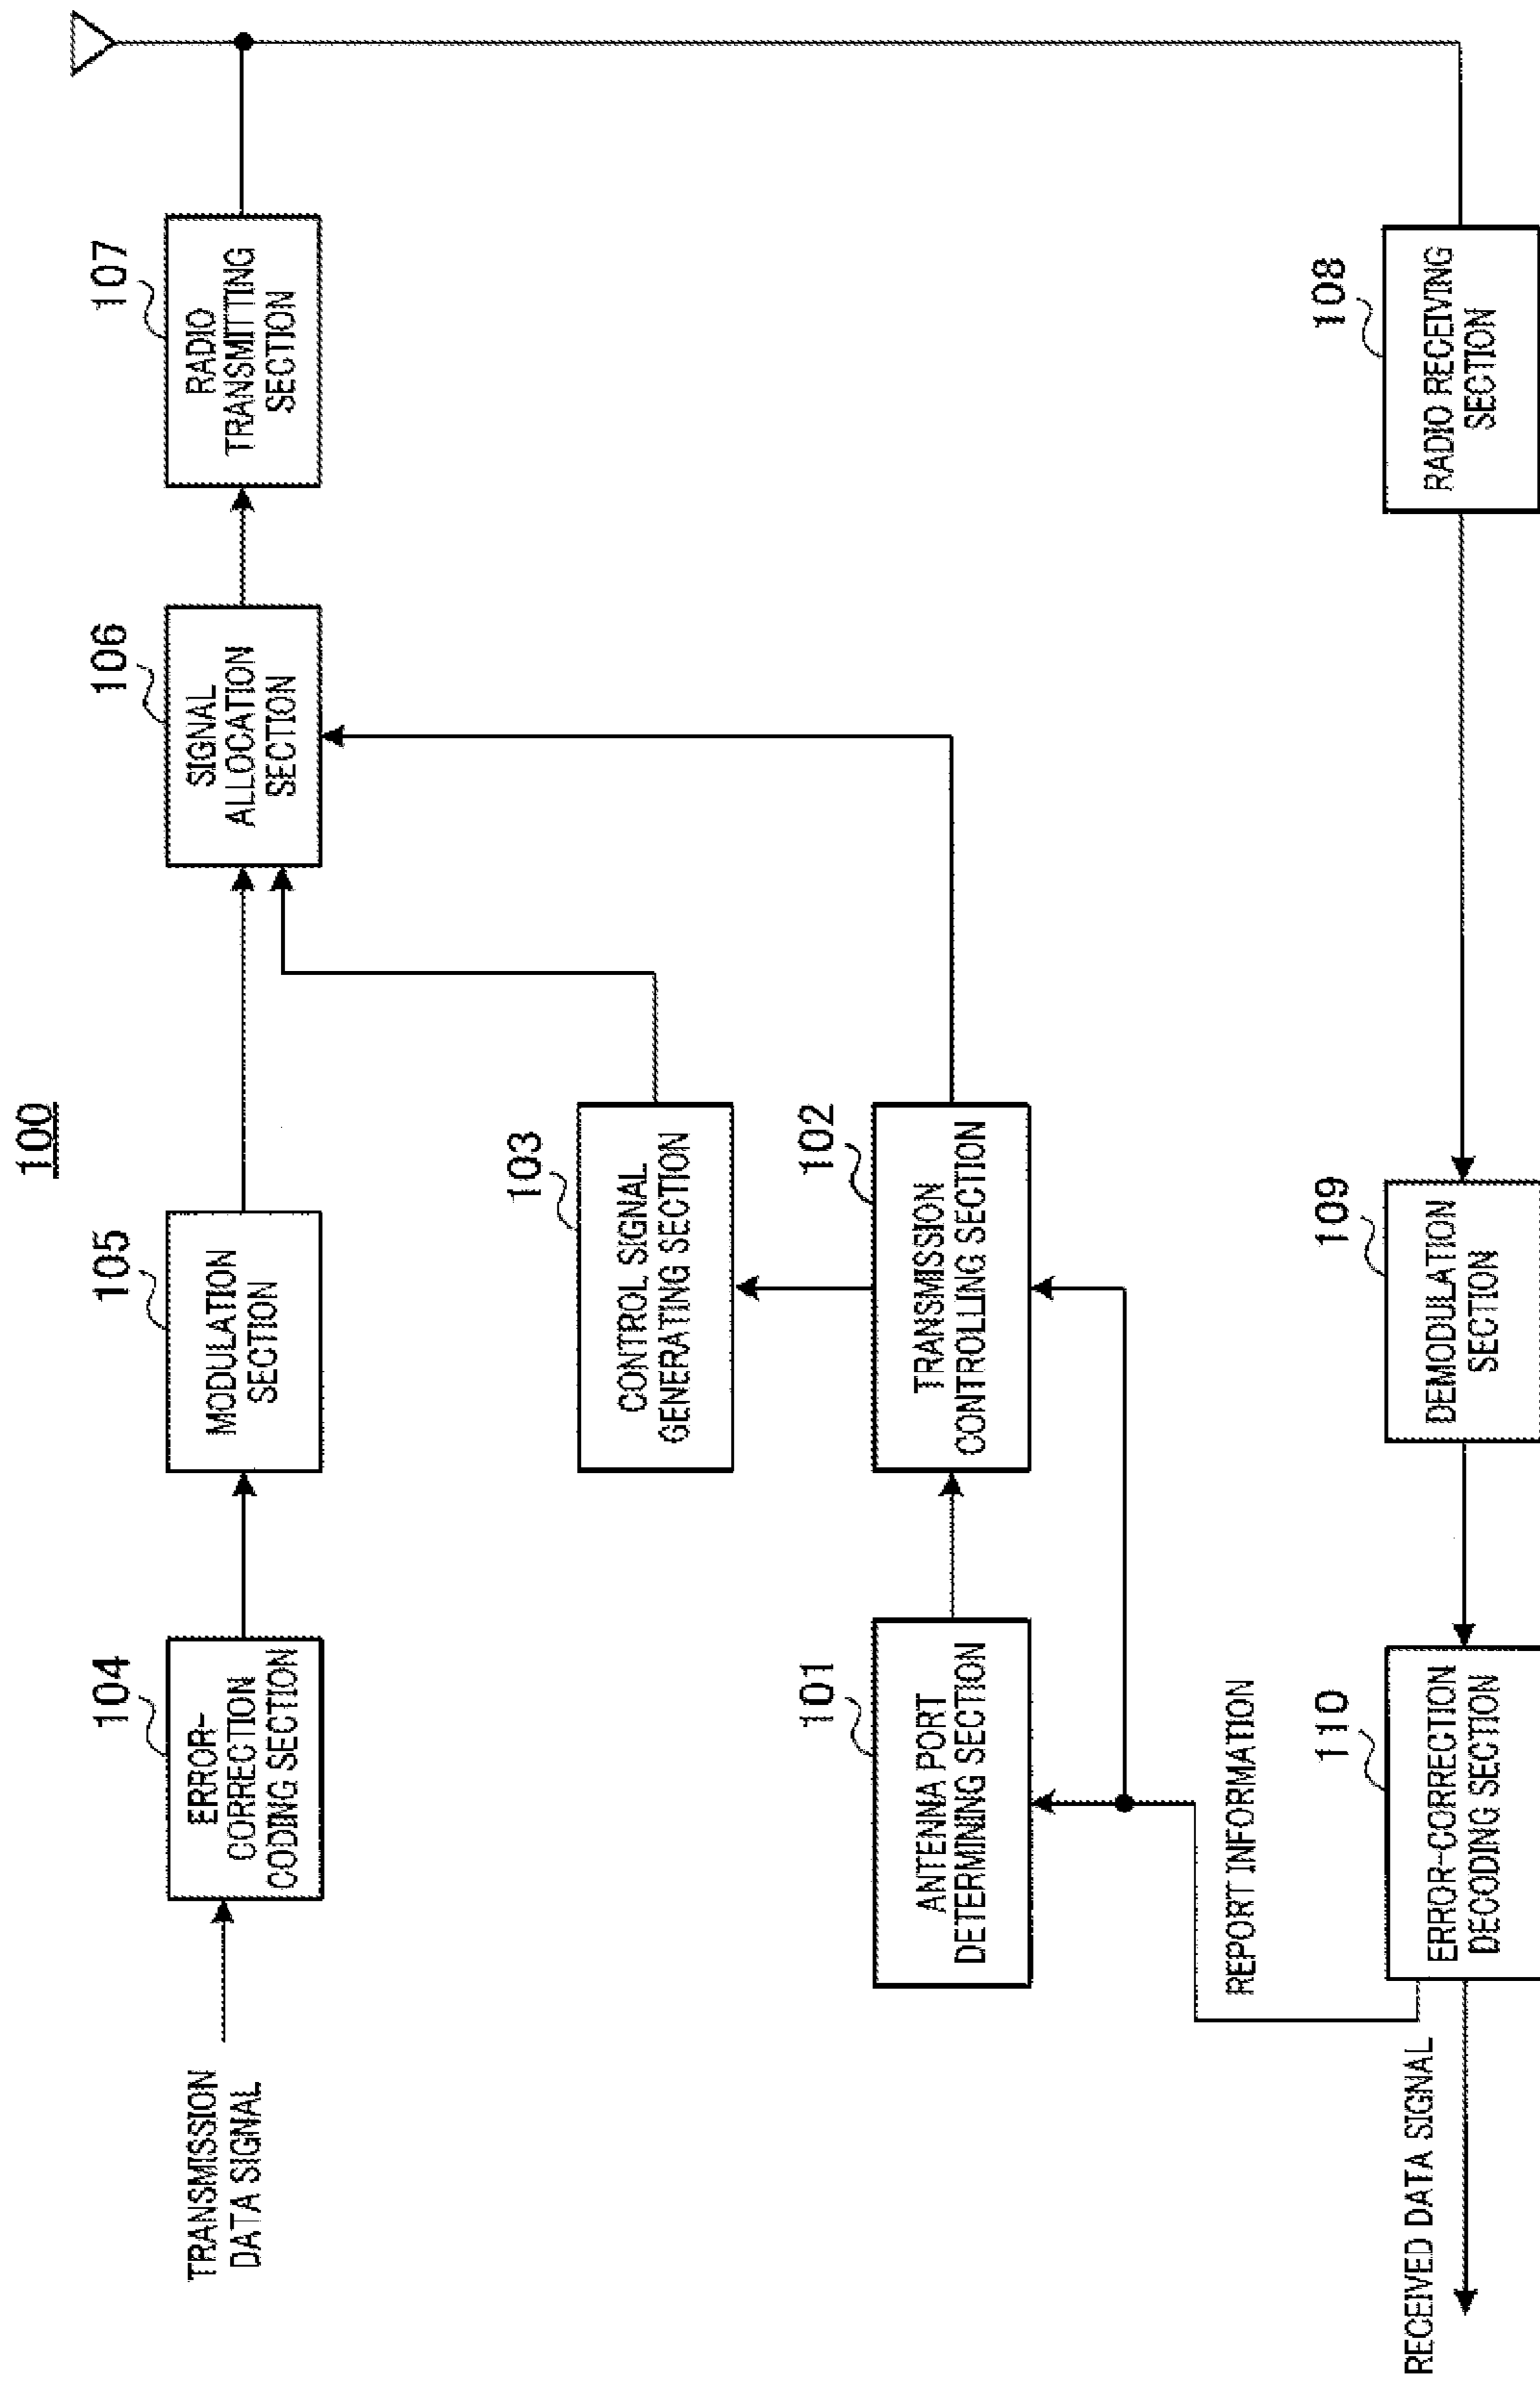 100
TRANSMISSION
DATA SIGNAL
104
ERROR-
CORRECTION
CODING SECTION
105
MODULATION
SECTION
106
SIGNAL
ALLOCATION
SECTION
107
RADIO
TRANSMITTING
SECTION
103
CONTROL SIGNAL
GENERATING SECTION
101
ANTENNA PORT
DETERMINING SECTION
102
TRANSMISSION
CONTROLLING SECTION
REPORT INFORMATION
RECEIVED DATA SIGNAL
110
ERROR-CORRECTION
DECODING SECTION
109
DEMODULATION
SECTION
108
RADIO RECEIVING
SECTION